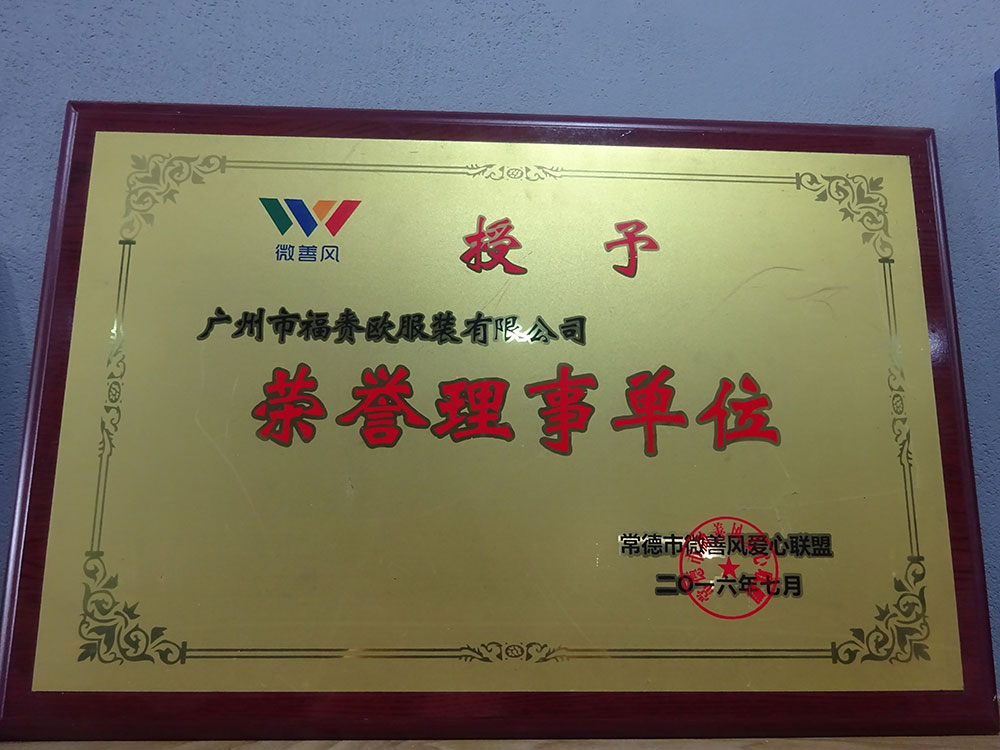 微善风
授予
广州市福贵欧服装有限公司
荣誉理事单位
常德市微善风爱心联盟
二〇一六年七月